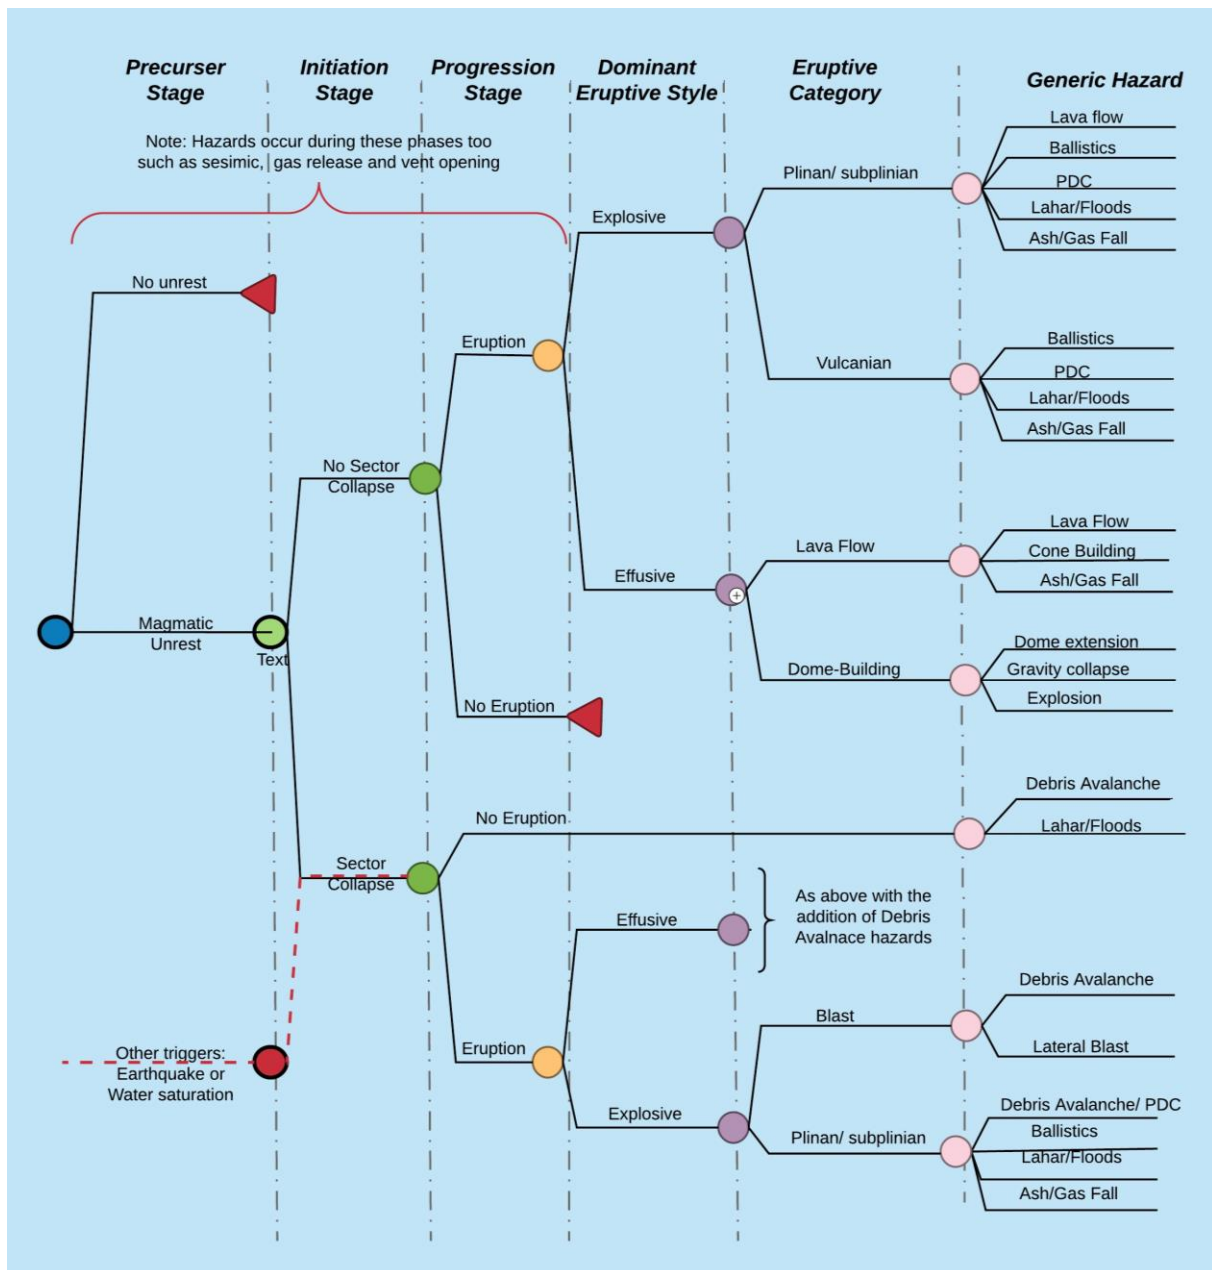 Precurser
Stage
Initiation
Stage
Progression
Stage
Dominant
Eruptive Style
Eruptive
Category
Generic Hazard
Note: Hazards occur during these phases too
such as sesimic, gas release and vent opening
No unrest
Magmatic
Unrest
Text
Other triggers:
Earthquake or
Water saturation
No Sector
Collapse
Sector
Collapse
Eruption
No Eruption
No Eruption
Eruption
Explosive
Effusive
Effusive
Explosive
Plinan/ subplinian
Vulcanian
Lava Flow
Dome-Building
As above with the
addition of Debris
Avalnace hazards
Blast
Plinan/ subplinian
Lava flow
Ballistics
PDC
Lahar/Floods
Ash/Gas Fall
Ballistics
PDC
Lahar/Floods
Ash/Gas Fall
Lava Flow
Cone Building
Ash/Gas Fall
Dome extension
Gravity collapse
Explosion
Debris Avalanche
Lahar/Floods
Debris Avalanche
Lateral Blast
Debris Avalanche/ PDC
Ballistics
Lahar/Floods
Ash/Gas Fall